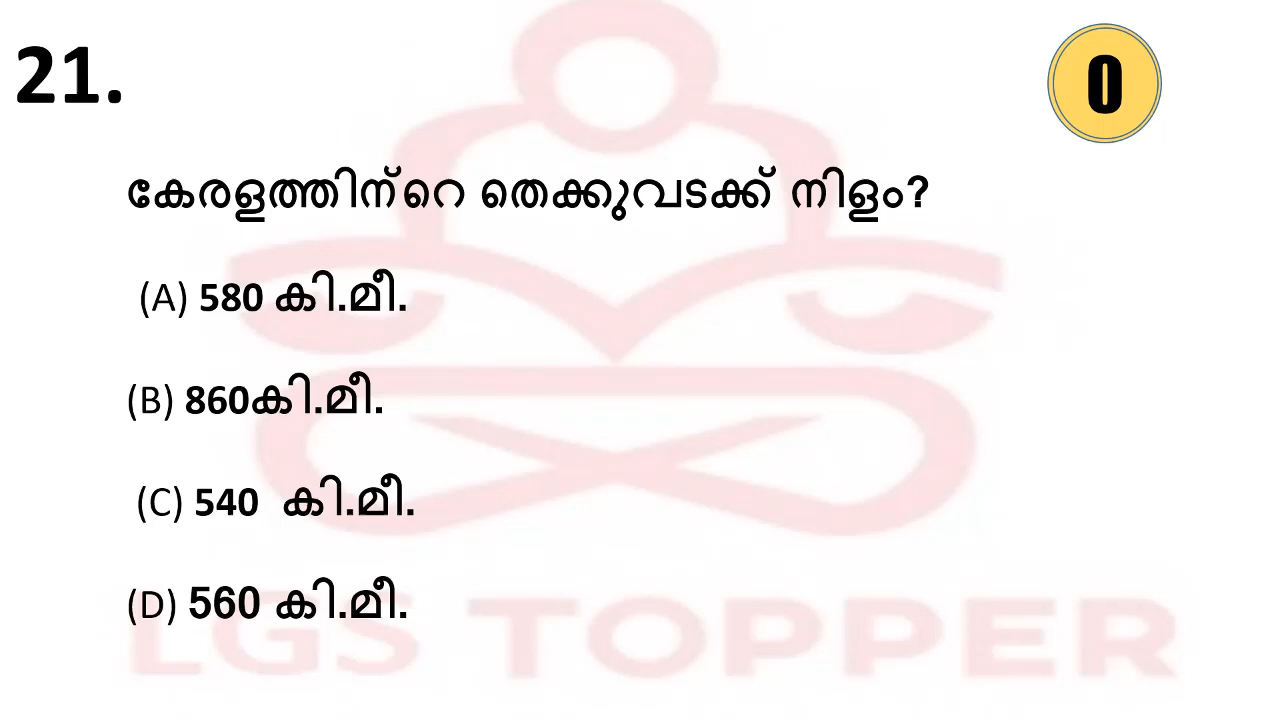 21.
0
കേരളത്തിന്റെ തെക്കുവടക്ക് നിളം?
(A) 580 കി.മീ.
(B) 860കി.മീ.
(C) 540 കി.മീ.
(D) 560 കി.മീ.
LGS TOPPER